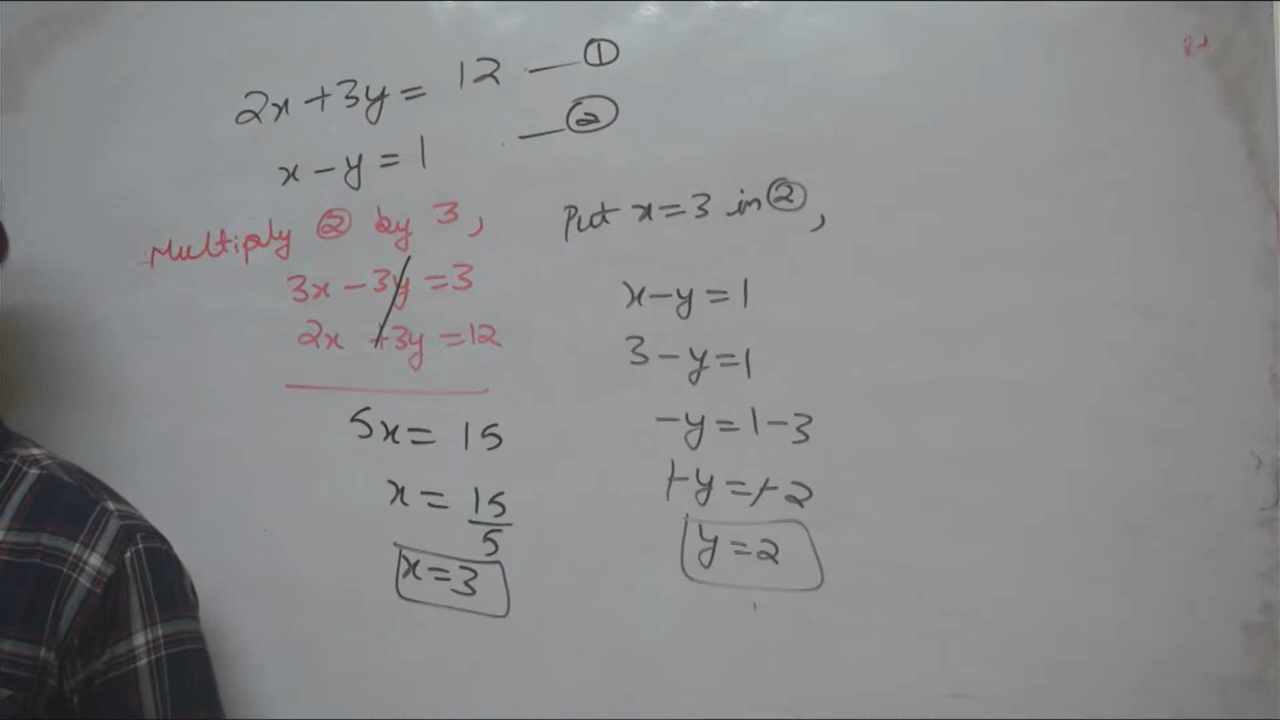 2x + 3y = 12 — ①
x - y = 1 — ②
Multiply ② by 3,
3x - 3y = 3
2x + 3y = 12
5x = 15
x = 15/5
x = 3
Put x = 3 in ②,
x - y = 1
3 - y = 1
-y = 1 - 3
-y = -2
y = 2